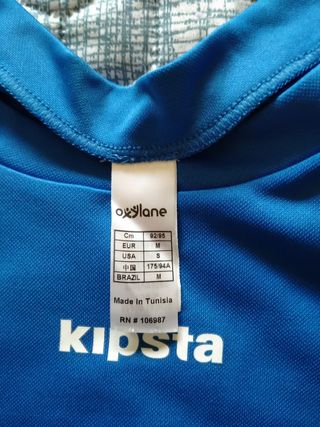 oxylane
Cm 92/95
EUR M
USA S
中国 175/94A
BRAZIL M
Made In Tunisia
RN # 106987
kipsta